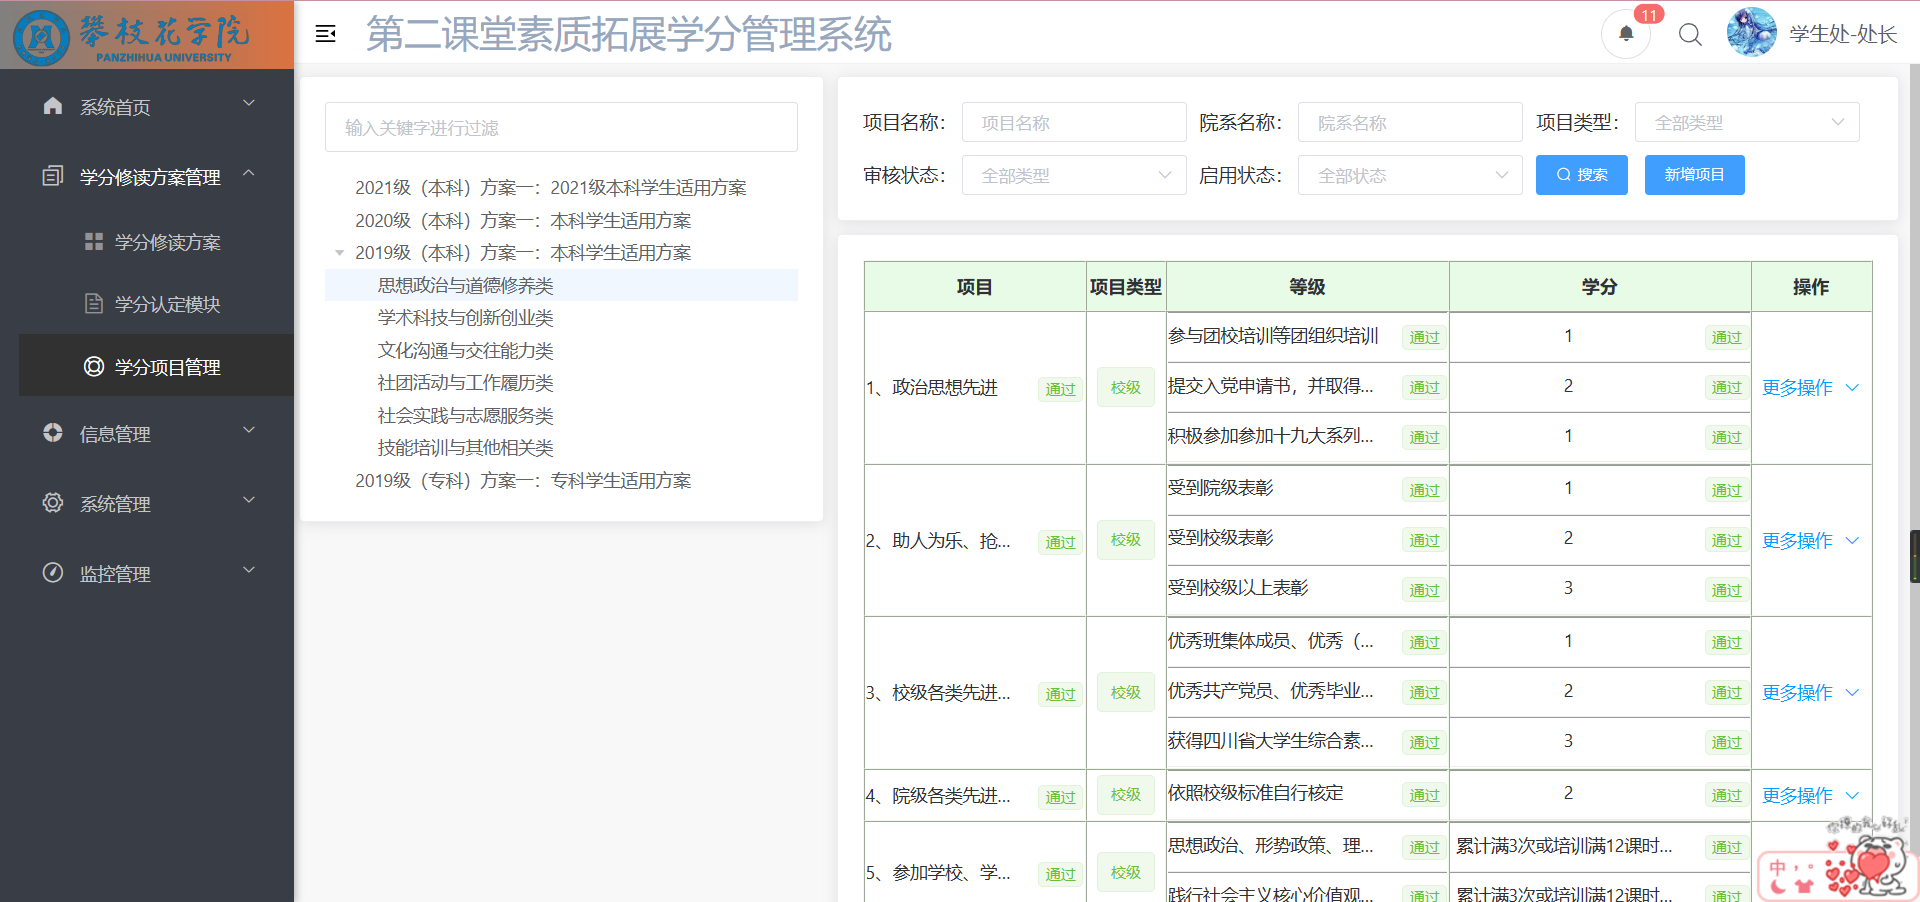 攀枝花学院
PANZHIHUA UNIVERSITY
第二课堂素质拓展学分管理系统
11
学生处-处长
系统首页
学分修读方案管理
学分修读方案
学分认定模块
学分项目管理
信息管理
系统管理
监控管理
输入关键字进行过滤
2021级（本科）方案一：2021级本科学生适用方案
2020级（本科）方案一：本科学生适用方案
2019级（本科）方案一：本科学生适用方案
思想政治与道德修养类
学术科技与创新创业类
文化沟通与交往能力类
社团活动与工作履历类
社会实践与志愿服务类
技能培训与其他相关类
2019级（专科）方案一：专科学生适用方案
项目名称： 项目名称 院系名称： 院系名称 项目类型： 全部类型
审核状态： 全部类型 启用状态： 全部状态 搜索 新增项目
项目 项目类型 等级 学分 操作
1、政治思想先进 通过 校级 更多操作
参与团校培训等团组织培训 通过 1 通过
提交入党申请书，并取得... 通过 2 通过
积极参加参加十九大系列... 通过 1 通过
2、助人为乐、抢... 通过 校级 更多操作
受到院级表彰 通过 1 通过
受到校级表彰 通过 2 通过
受到校级以上表彰 通过 3 通过
3、校级各类先进... 通过 校级 更多操作
优秀班集体成员、优秀（... 通过 1 通过
优秀共产党员、优秀毕业... 通过 2 通过
获得四川省大学生综合素... 通过 3 通过
4、院级各类先进... 通过 校级 依照校级标准自行核定 通过 2 通过 更多操作
5、参加学校、学... 通过 校级
思想政治、形势政策、理... 通过 累计满3次或培训满12课时... 通过
践行社会主义核心价值观... 通过 累计满3次或培训满12课时... 通过
中